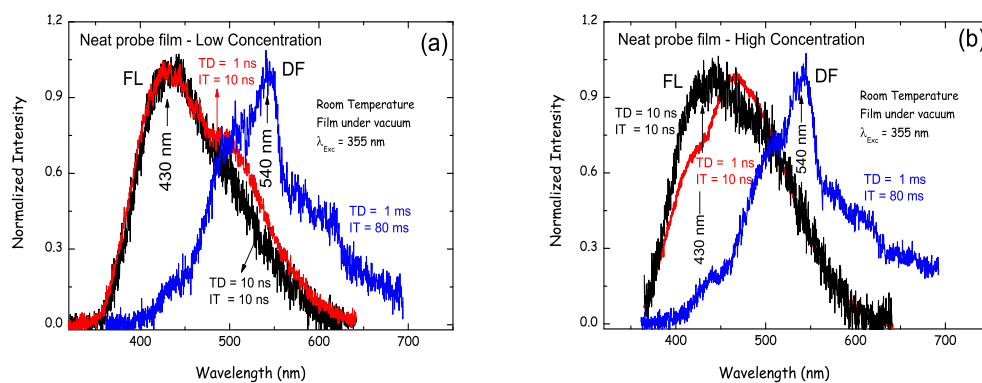 Neat probe film - Low Concentration
(a)
FL
TD = 1 ns
IT = 10 ns
DF
Room Temperature
Film under vacuum
λExc = 355 nm
430 nm
540 nm
TD = 1 ms
IT = 80 ms
TD = 10 ns
IT = 10 ns
Normalized Intensity
1.2
0.9
0.6
0.3
0.0
400
500
600
700
Wavelength (nm)
Neat probe film - High Concentration
(b)
FL
DF
TD = 10 ns
IT = 10 ns
Room Temperature
Film under vacuum
λExc = 355 nm
540 nm
TD = 1 ns
IT = 10 ns
TD = 1 ms
IT = 80 ms
430 nm
Normalized Intensity
1.2
0.9
0.6
0.3
0.0
400
500
600
700
Wavelength (nm)